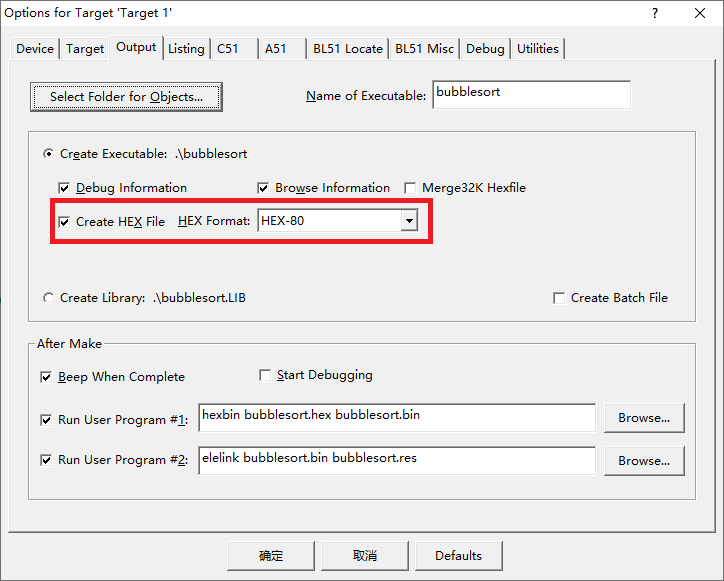 Options for Target 'Target 1' ?
Device Target Output Listing C51 A51 BL51 Locate BL51 Misc Debug Utilities
Select Folder for Objects... Name of Executable: bubblesort
Create Executable: .\bubblesort
Debug Information Browse Information Merge32K Hexfile
Create HEX File HEX Format: HEX-80
Create Library: .\bubblesort.LIB Create Batch File
After Make
Beep When Complete Start Debugging
Run User Program #1: hexbin bubblesort.hex bubblesort.bin Browse...
Run User Program #2: elelink bubblesort.bin bubblesort.res Browse...
确定 取消 Defaults